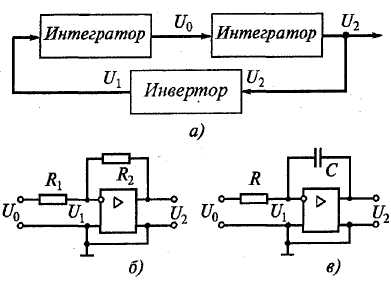 Интегратор U₀ Интегратор U₂
U₁ Инвертор U₂
а)
R₂
R₁
U₀ U₁ ▷ U₂
б)
C
R
U₀ U₁ ▷ U₂
в)